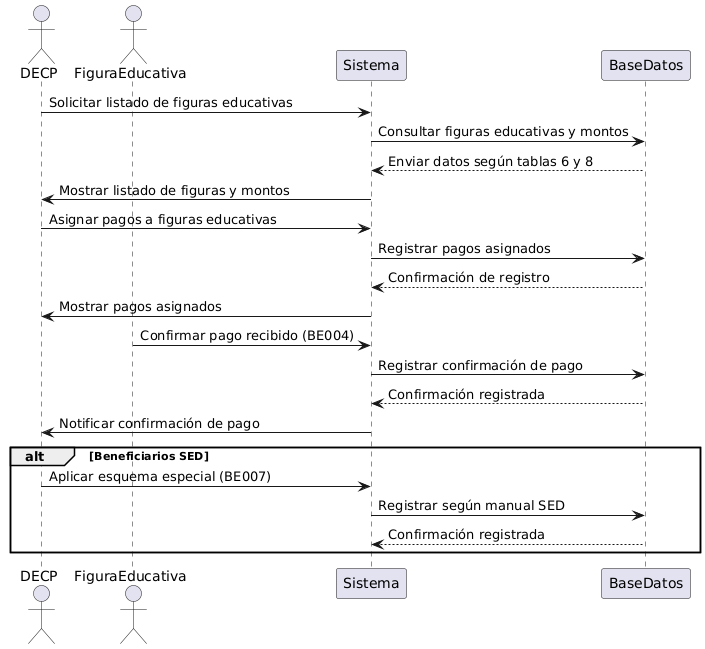 DECP
FiguraEducativa
Sistema
BaseDatos
Solicitar listado de figuras educativas
Consultar figuras educativas y montos
Enviar datos según tablas 6 y 8
Mostrar listado de figuras y montos
Asignar pagos a figuras educativas
Registrar pagos asignados
Confirmación de registro
Mostrar pagos asignados
Confirmar pago recibido (BE004)
Registrar confirmación de pago
Confirmación registrada
Notificar confirmación de pago
alt [Beneficiarios SED]
Aplicar esquema especial (BE007)
Registrar según manual SED
Confirmación registrada
DECP
FiguraEducativa
Sistema
BaseDatos